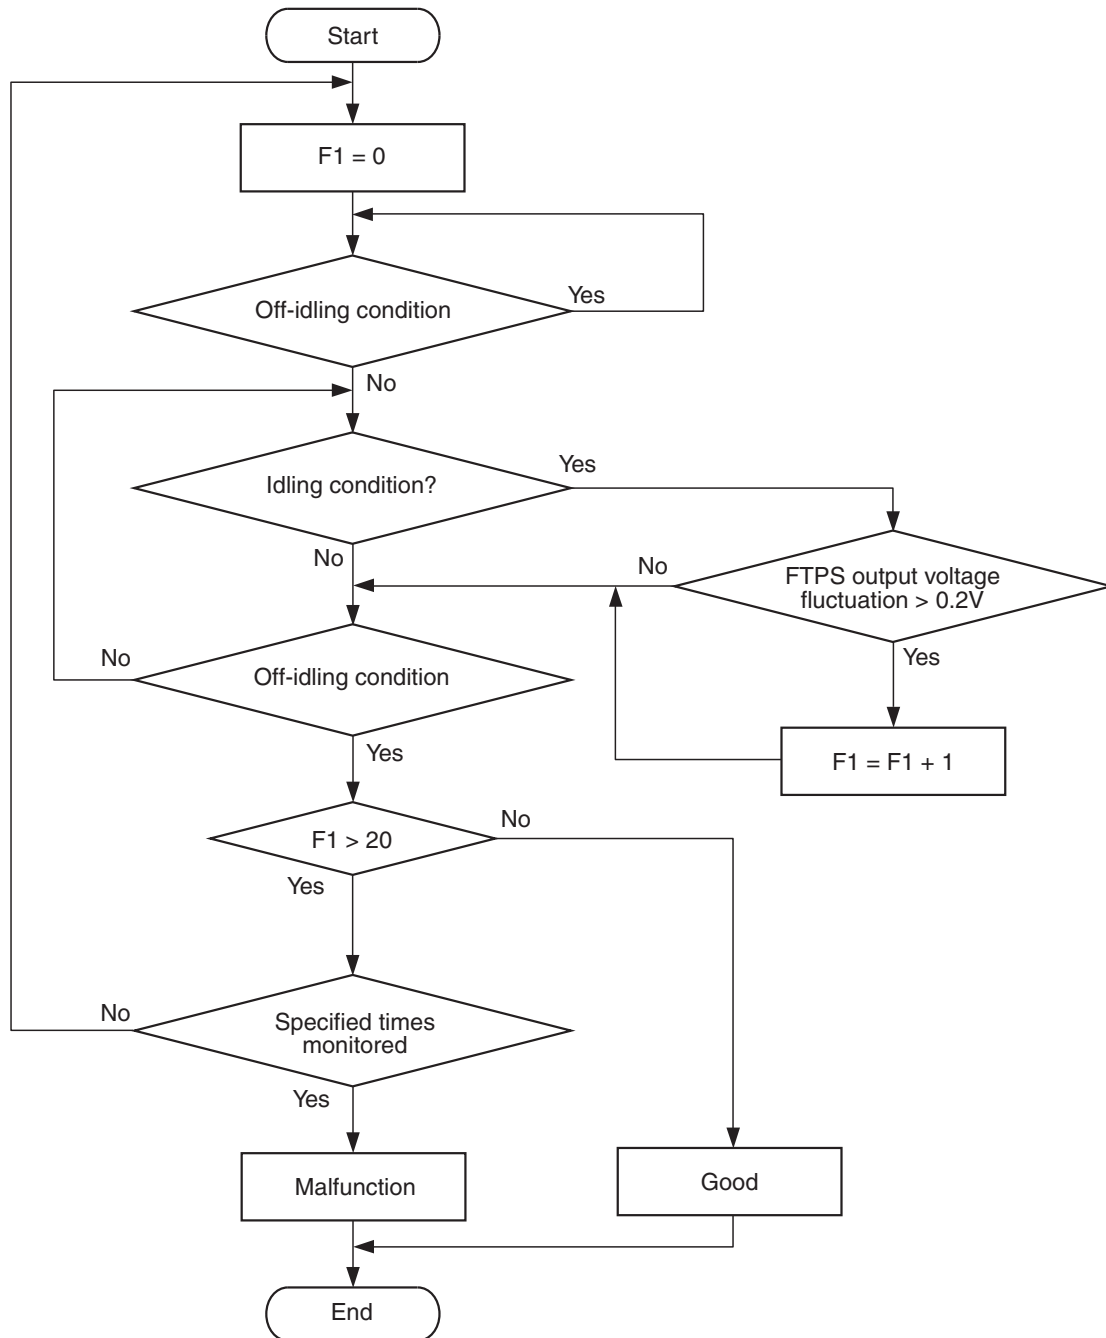 Start
F1 = 0
Off-idling condition
Yes
No
Idling condition?
Yes
No
FTPS output voltage
fluctuation > 0.2V
No
Yes
F1 = F1 + 1
Off-idling condition
No
Yes
F1 > 20
No
Yes
Specified times
monitored
No
Yes
Malfunction
Good
End